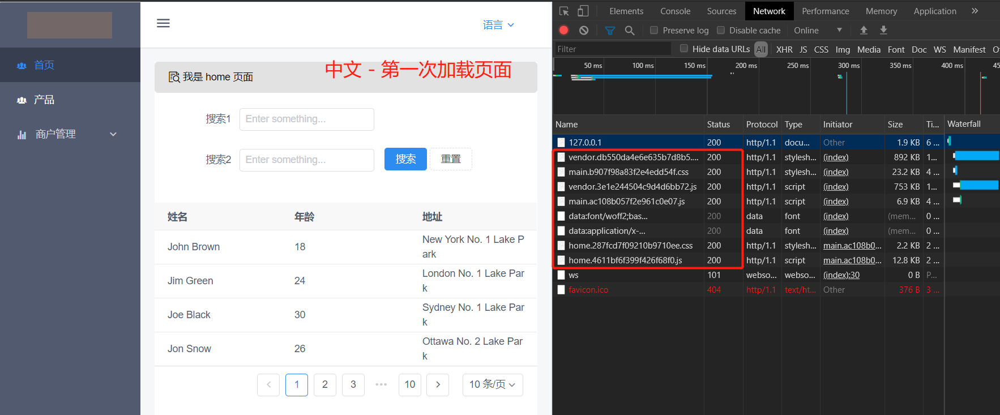 首页
产品
商户管理
语言
我是 home 页面
中文 - 第一次加载页面
搜索1 Enter something...
搜索2 Enter something... 搜索 重置
姓名 年龄 地址
John Brown 18 New York No. 1 Lake P
ark
Jim Green 24 London No. 1 Lake Par
k
Joe Black 30 Sydney No. 1 Lake Par
k
Jon Snow 26 Ottawa No. 2 Lake Par
k
1 2 3 ••• 10 10 条/页
Elements Console Sources Network Performance Memory Application
Preserve log Disable cache Online
Filter Hide data URLs All XHR JS CSS Img Media Font Doc WS Manifest O
50 ms 100 ms 150 ms 200 ms 250 ms 300 ms 350 ms 400 ms 45
Name Status Protocol Type Initiator Size Ti... Waterfall
127.0.0.1 200 http/1.1 docu... Other 1.9 KB 6 ...
vendor.db550da4e6e635b7d8b5.... 200 http/1.1 stylesh... (index) 892 KB 1...
main.b907f98a83f2e4edd54f.css 200 http/1.1 stylesh... (index) 23.2 KB 4 ...
vendor.3e1e244504c9d4d6bb72.js 200 http/1.1 script (index) 753 KB 1...
main.ac108b057f2e961c0e07.js 200 http/1.1 script (index) 6.9 KB 4 ...
data:font/woff2;bas... 200 data font (index) (mem... 0 ...
data:application/x-... 200 data font (index) (mem... 0 ...
home.287fcd7f09210b9710ee.css 200 http/1.1 stylesh... main.ac108b0... 2.2 KB 2 ...
home.4611bf6f399f426f68f0.js 200 http/1.1 script main.ac108b0... 12.8 KB 2 ...
ws 101 webso... webso... (index):30 0 B P...
favicon.ico 404 http/1.1 text/ht... Other 376 B 3 ...